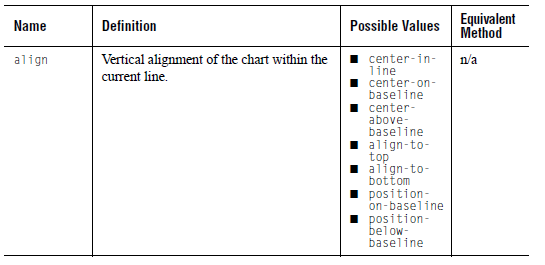 Name Definition Possible Values Equivalent
Method
align Vertical alignment of the chart within the ■ center-in- n/a
current line. line
■ center-on-
baseline
■ center-
above-
baseline
■ align-to-
top
■ align-to-
bottom
■ position-
on-baseline
■ position-
below-
baseline